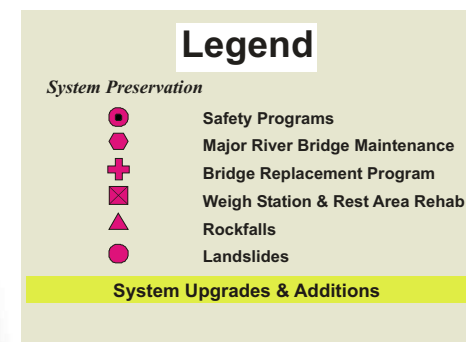 Legend
System Preservation
Safety Programs
Major River Bridge Maintenance
Bridge Replacement Program
Weigh Station & Rest Area Rehab
Rockfalls
Landslides
System Upgrades & Additions